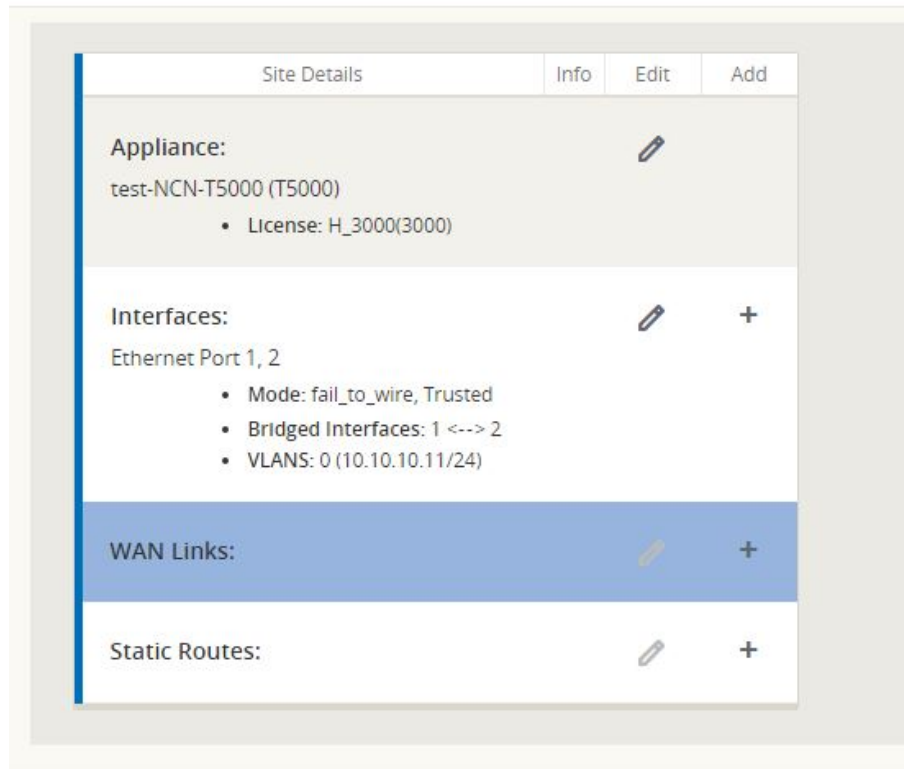 Site Details Info Edit Add
Appliance:
test-NCN-T5000 (T5000)
• License: H_3000(3000)
Interfaces:
Ethernet Port 1, 2
• Mode: fail_to_wire, Trusted
• Bridged Interfaces: 1 <--> 2
• VLANS: 0 (10.10.10.11/24)
WAN Links:
Static Routes: